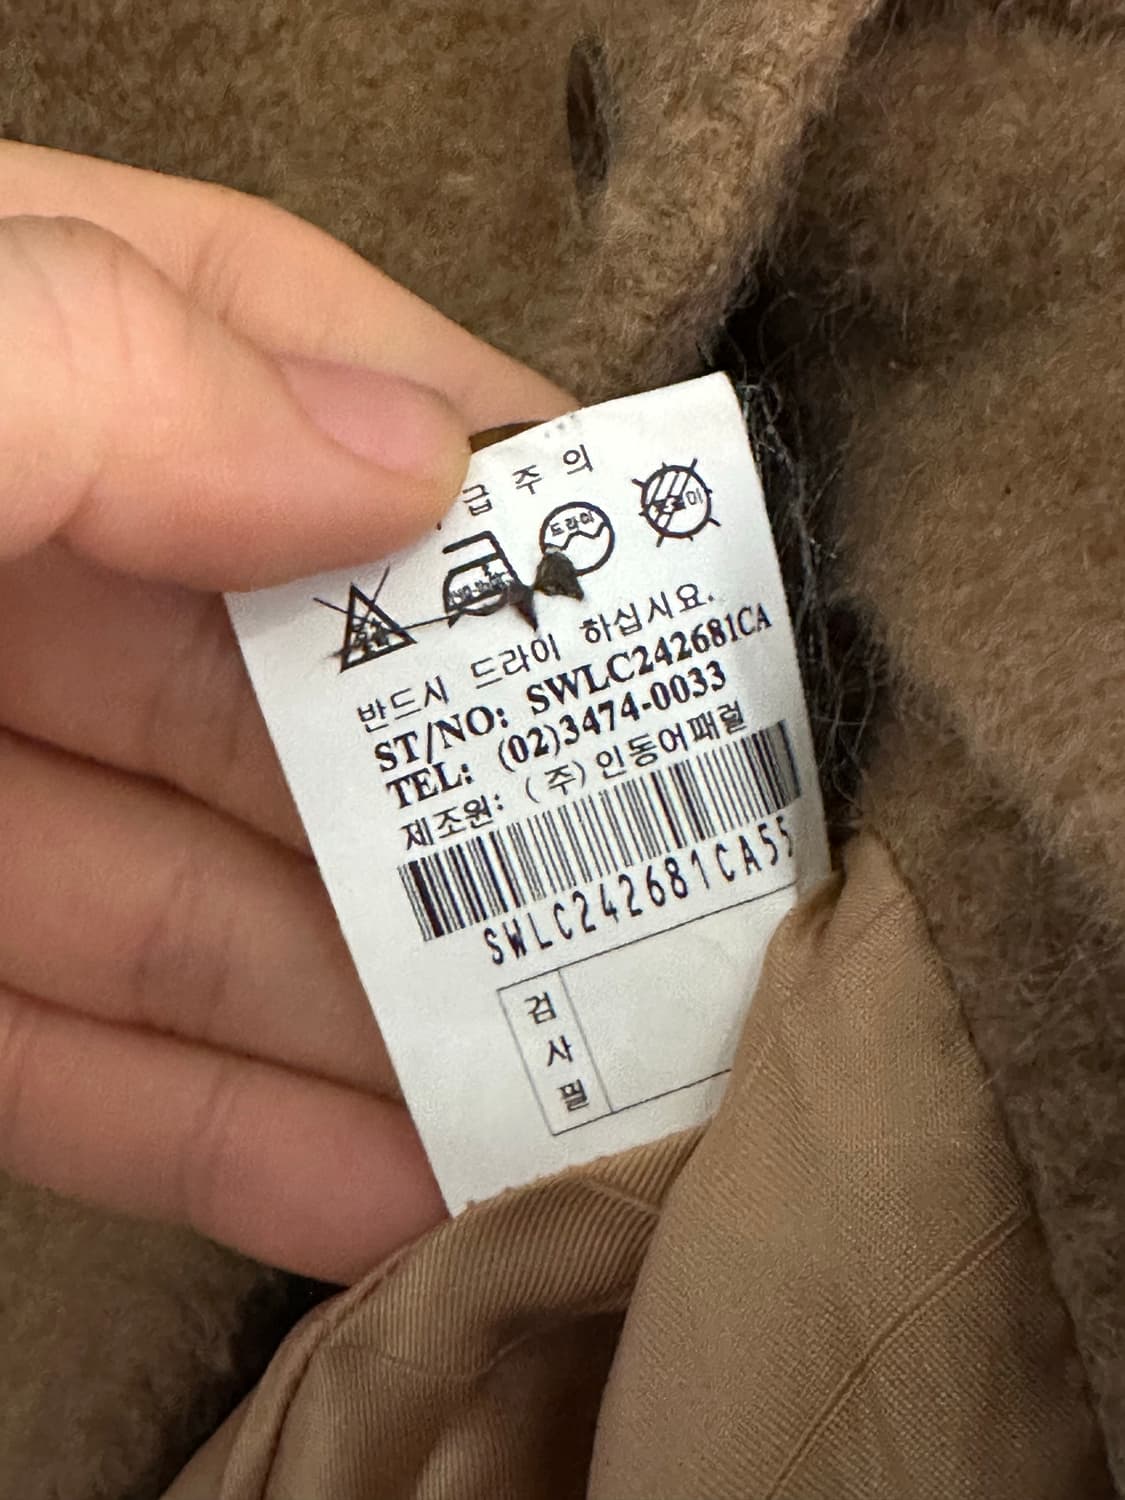 급 주 의
드라이
반드시 드라이 하십시요.
ST/NO: SWLC242681CA
TEL: (02)3474-0033
제조원: (주)인동어패럴
SWLC242681CA55
검
사
필